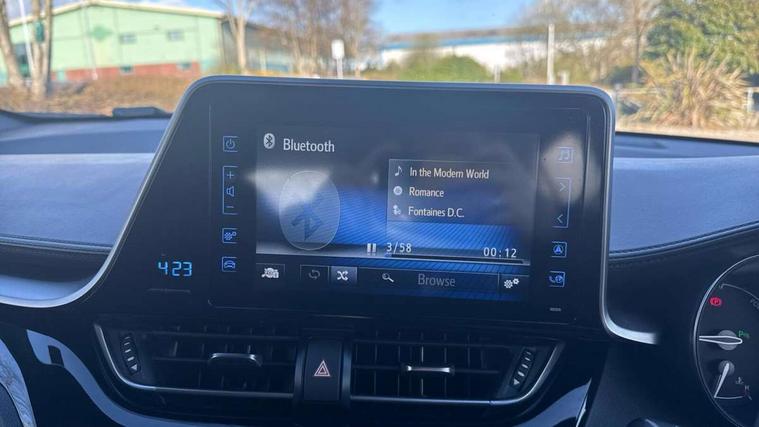 Bluetooth
In the Modern World
Romance
Fontaines D.C.
3/58
00:12
4:23
Browse